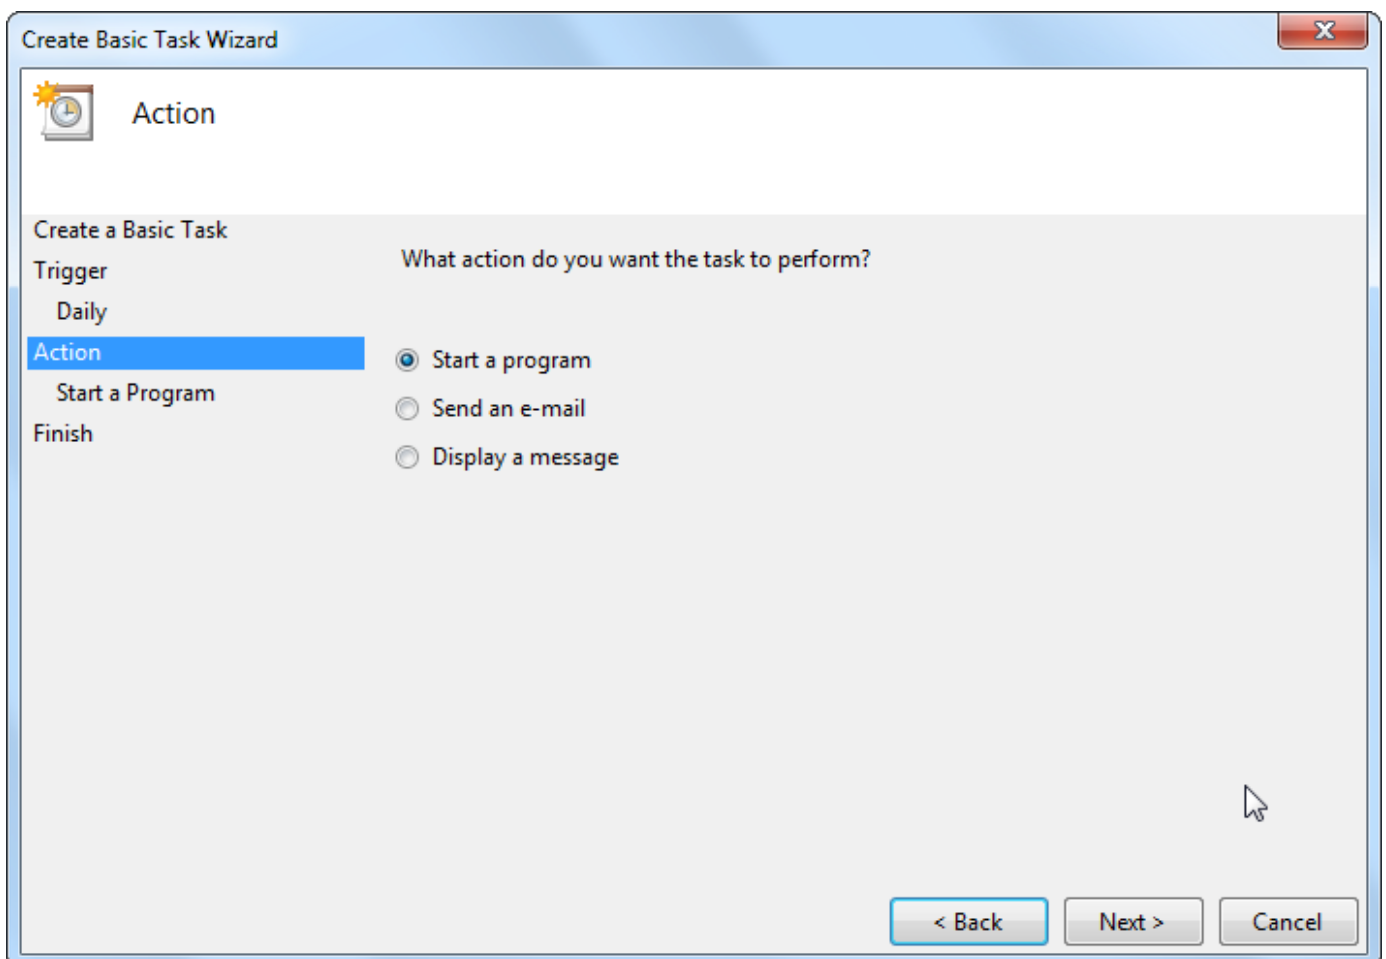 Create Basic Task Wizard
Action
Create a Basic Task
Trigger
Daily
Action
Start a Program
Finish
What action do you want the task to perform?
Start a program
Send an e-mail
Display a message
< Back
Next >
Cancel